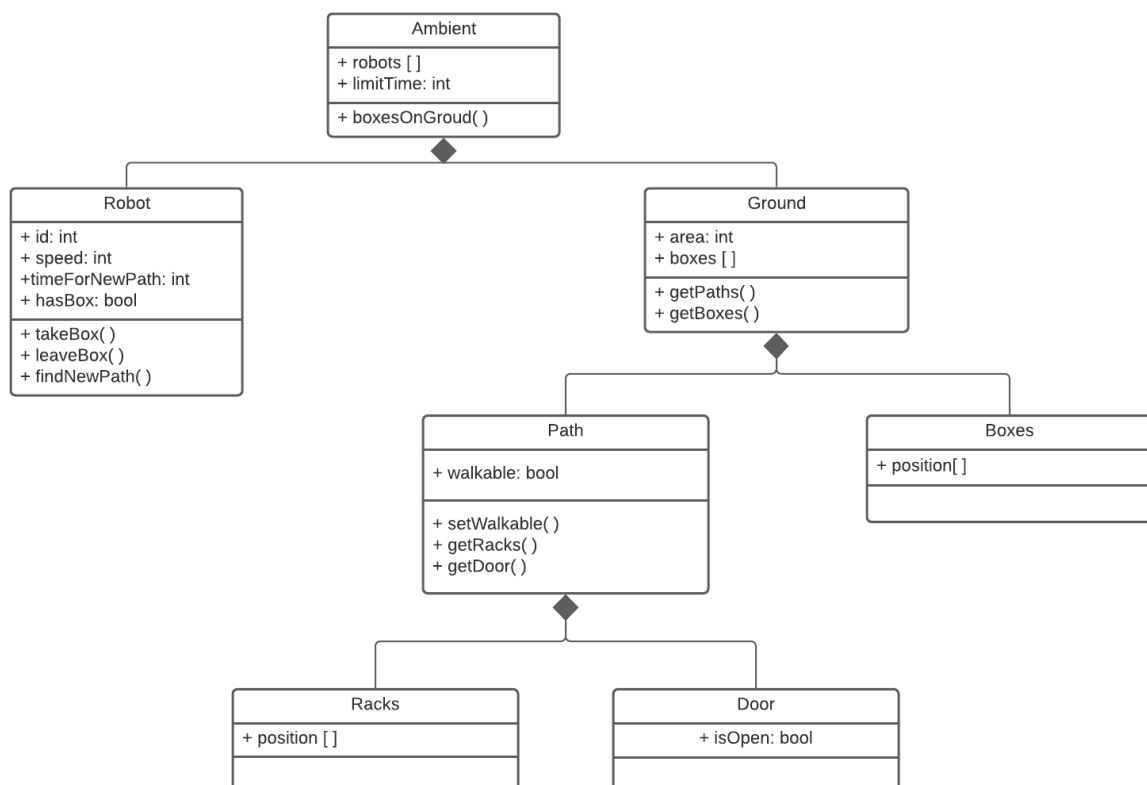 Ambient
+ robots [ ]
+ limitTime: int
+ boxesOnGroud( )
Robot
+ id: int
+ speed: int
+timeForNewPath: int
+ hasBox: bool
+ takeBox( )
+ leaveBox( )
+ findNewPath( )
Ground
+ area: int
+ boxes [ ]
+ getPaths( )
+ getBoxes( )
Path
+ walkable: bool
+ setWalkable( )
+ getRacks( )
+ getDoor( )
Boxes
+ position[ ]
Racks
+ position [ ]
Door
+ isOpen: bool